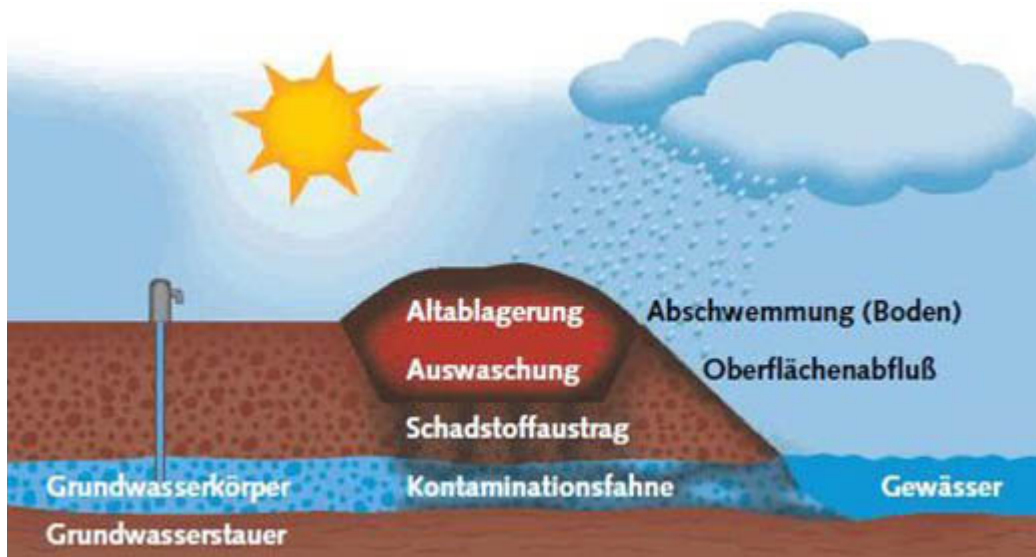 Altablagerung
Abschwemmung (Boden)
Auswaschung
Oberflächenabfluß
Schadstoffaustrag
Grundwasserkörper
Kontaminationsfahne
Gewässer
Grundwasserstauer